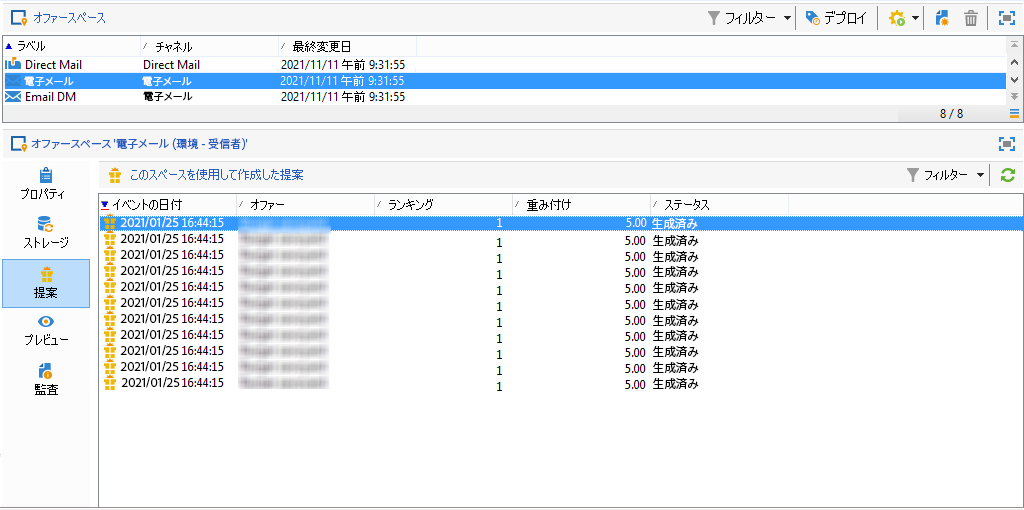 オファースペース フィルター デプロイ
ラベル チャネル 最終変更日
Direct Mail Direct Mail 2021/11/11 午前 9:31:55
電子メール 電子メール 2021/11/11 午前 9:31:55
Email DM 電子メール 2021/11/11 午前 9:31:55
8 / 8
オファースペース '電子メール (環境 - 受信者)'
プロパティ
ストレージ
提案
プレビュー
監査
このスペースを使用して作成した提案 フィルター
イベントの日付 オファー ランキング 重み付け ステータス
2021/01/25 16:44:15 1 5.00 生成済み
2021/01/25 16:44:15 1 5.00 生成済み
2021/01/25 16:44:15 1 5.00 生成済み
2021/01/25 16:44:15 1 5.00 生成済み
2021/01/25 16:44:15 1 5.00 生成済み
2021/01/25 16:44:15 1 5.00 生成済み
2021/01/25 16:44:15 1 5.00 生成済み
2021/01/25 16:44:15 1 5.00 生成済み
2021/01/25 16:44:15 1 5.00 生成済み
2021/01/25 16:44:15 1 5.00 生成済み
2021/01/25 16:44:15 1 5.00 生成済み